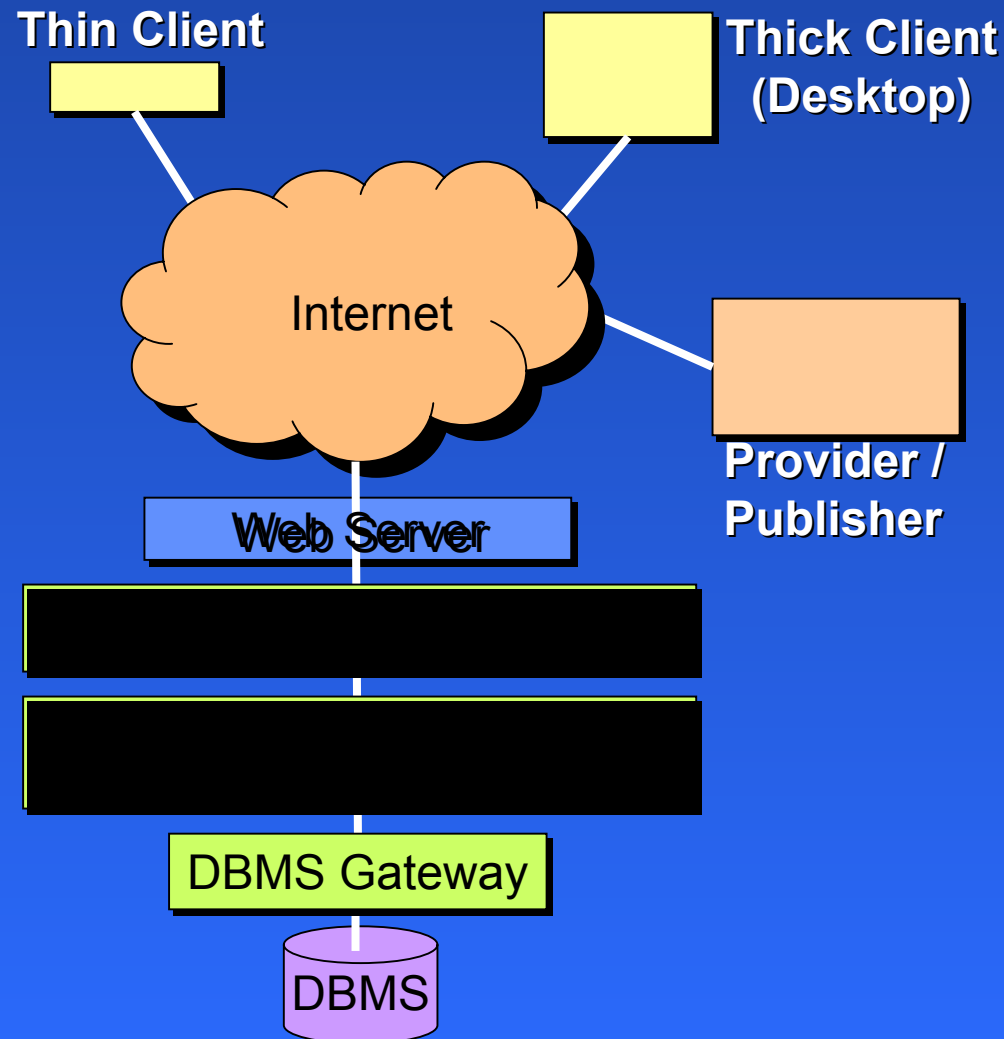 Thin Client
Thick Client
(Desktop)
Internet
Provider /
Publisher
Web Server
DBMS Gateway
DBMS